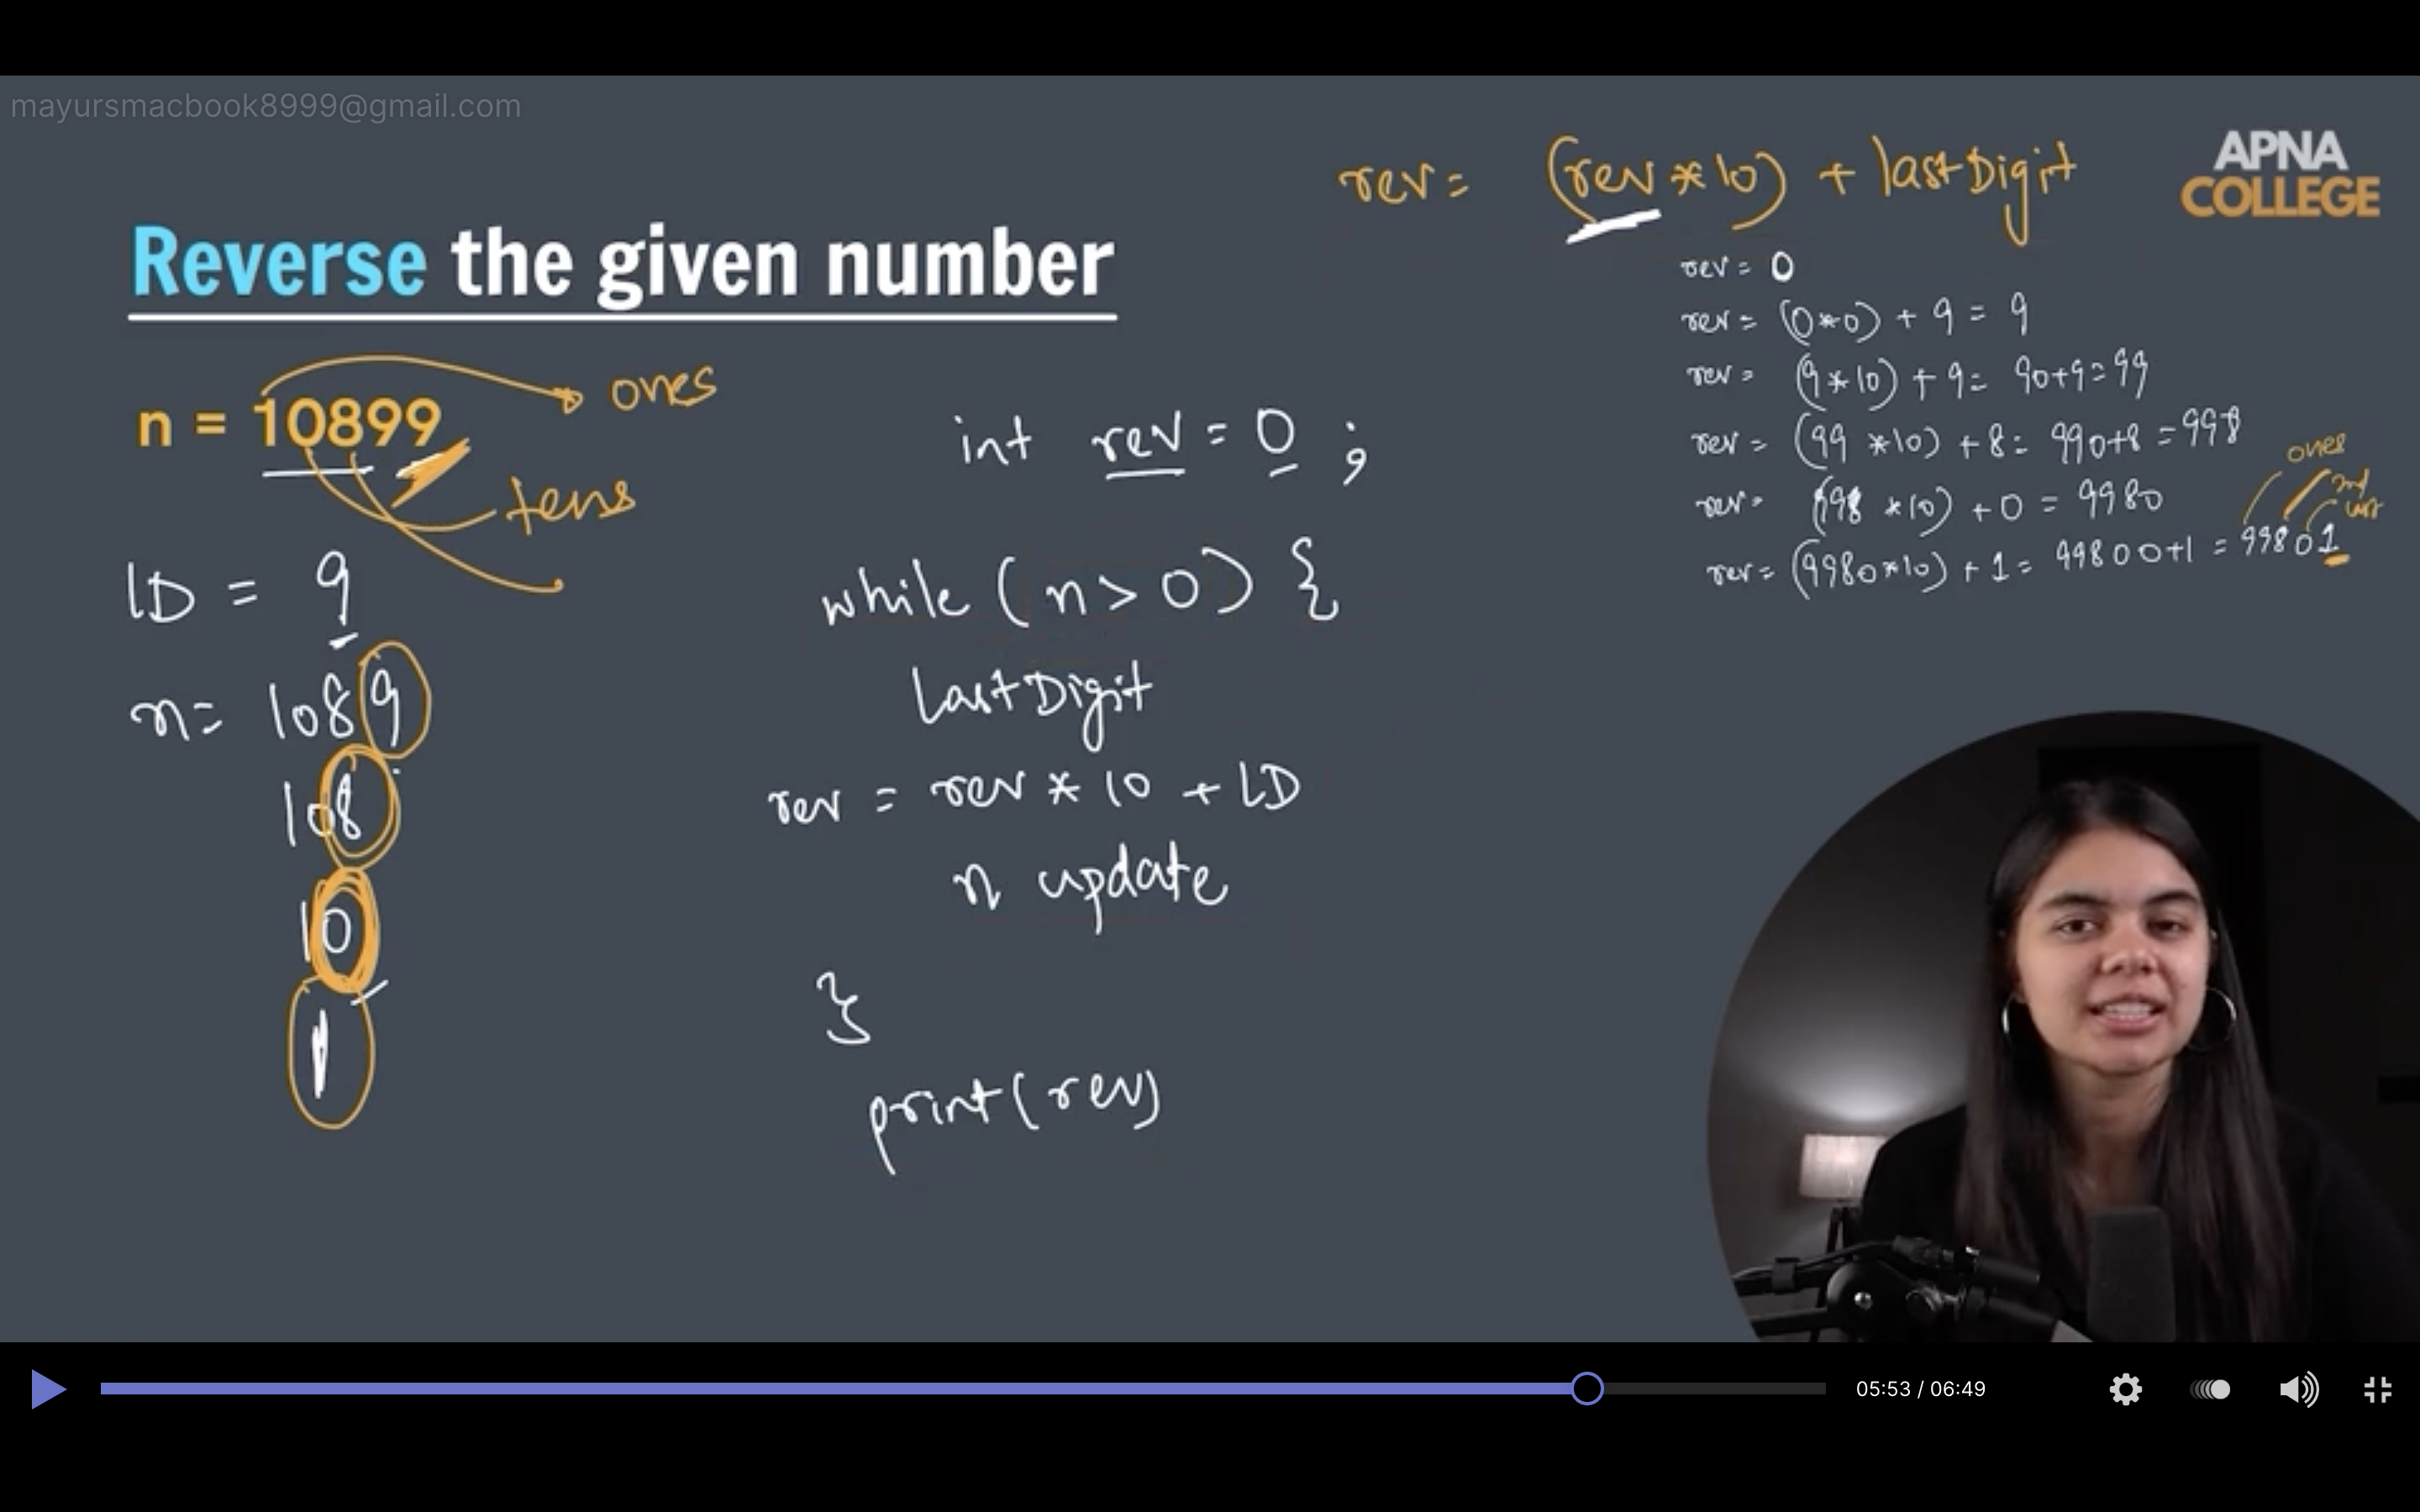 mayursmacbook8999@gmail.com
APNA
COLLEGE
rev = (rev * 10) + lastDigit
Reverse the given number
rev = 0
rev = (0*0) + 9 = 9
rev = (9*10) + 9 = 90+9=99
rev = (99 *10) + 8 = 990+8 = 998
rev = (998 *10) + 0 = 9980
rev = (9980*10) + 1 = 99800+1 = 99801
ones
2nd
n = 10899
ones
tens
LD = 9
n = 1089
108
10
1
int rev = 0 ;
while ( n > 0 ) {
LastDigit
rev = rev * 10 + LD
n update
}
print(rev)
05:53 / 06:49